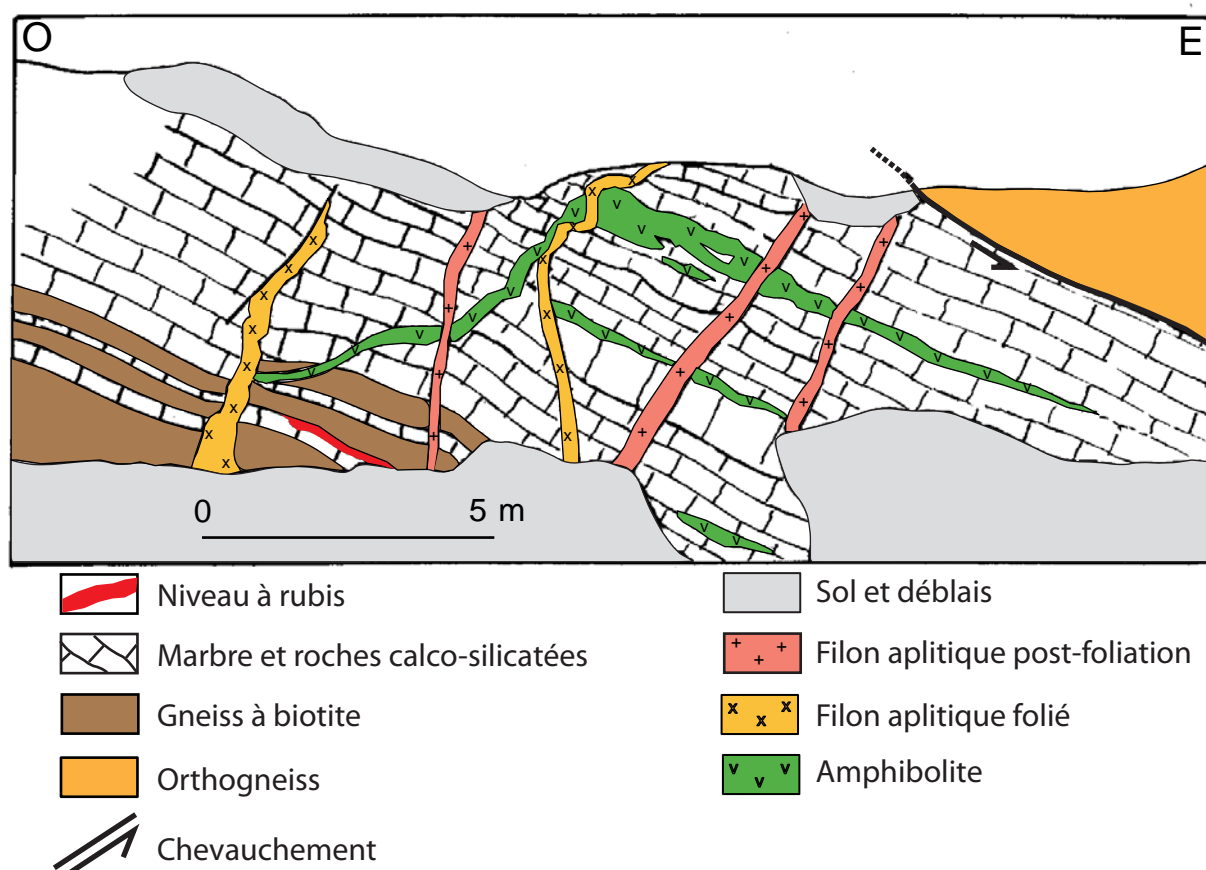 O
E
0 5 m
Niveau à rubis
Marbre et roches calco-silicatées
Gneiss à biotite
Orthogneiss
Chevauchement
Sol et déblais
Filon aplitique post-foliation
Filon aplitique folié
Amphibolite